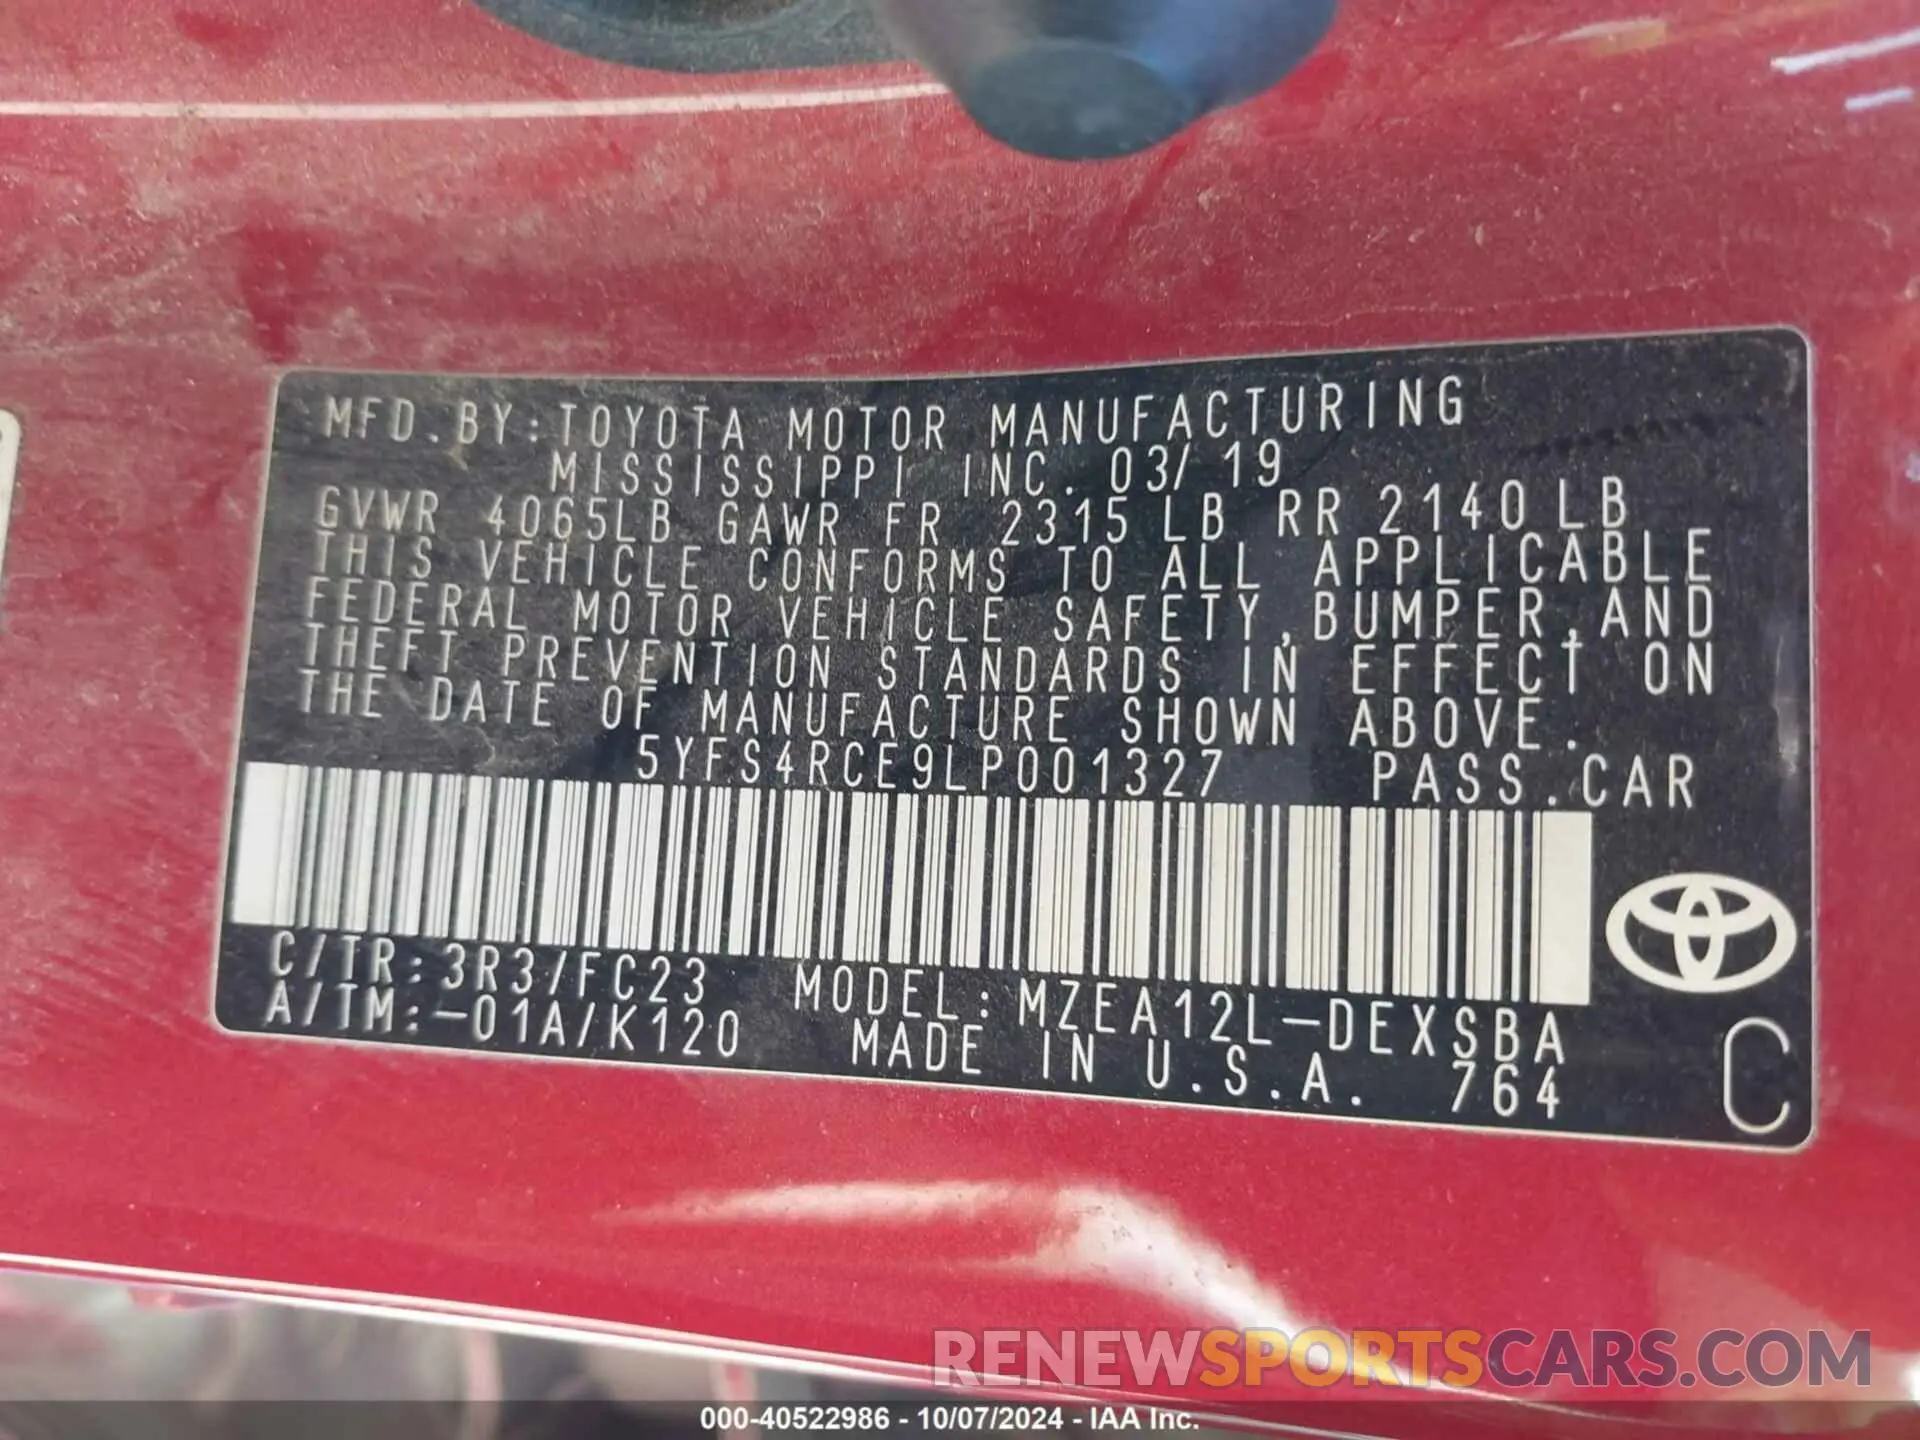 MFD.BY:TOYOTA MOTOR MANUFACTURING
MISSISSIPPI INC. 03/19
GVWR 4065LB GAWR FR 2315LB RR 2140LB
THIS VEHICLE CONFORMS TO ALL APPLICABLE
FEDERAL MOTOR VEHICLE SAFETY,BUMPER,AND
THEFT PREVENTION STANDARDS IN EFFECT ON
THE DATE OF MANUFACTURE SHOWN ABOVE.
5YFS4RCE9LP001327 PASS.CAR
C/TR:3R3/FC23 MODEL:MZEA12L-DEXSBA
A/TM:-01A/K120 MADE IN U.S.A. 764
C
RENEWSPORTSCARS.COM
000-40522986 - 10/07/2024 - IAA Inc.